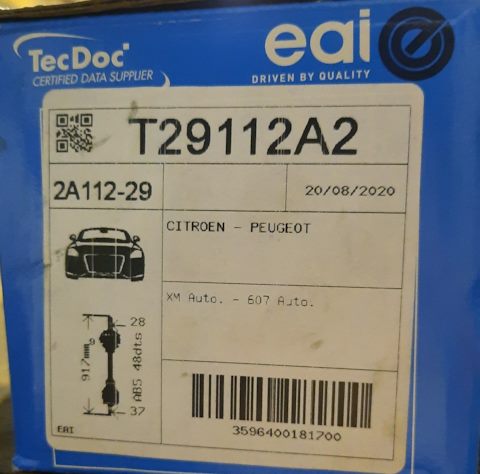 TecDoc
CERTIFIED DATA SUPPLIER
eai e
DRIVEN BY QUALITY
T29112A2
2A112-29
20/08/2020
CITROEN - PEUGEOT
XM Auto. - 607 Auto.
28
917mm
ABS 48dts
37
EAI
3596400181700